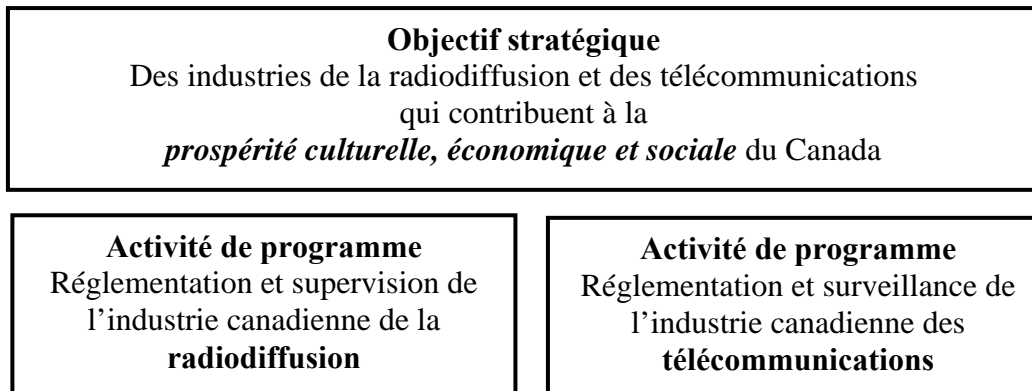 Objectif stratégique
Des industries de la radiodiffusion et des télécommunications
qui contribuent à la
prospérité culturelle, économique et sociale du Canada
Activité de programme
Réglementation et supervision de
l’industrie canadienne de la
radiodiffusion
Activité de programme
Réglementation et surveillance de
l’industrie canadienne des
télécommunications